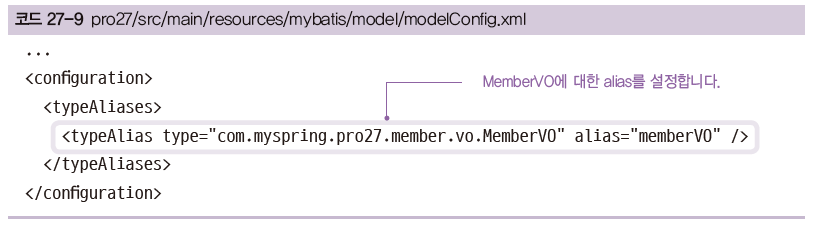 코드 27-9 pro27/src/main/resources/mybatis/model/modelConfig.xml
...
<configuration>
MemberVO에 대한 alias를 설정합니다.
<typeAliases>
<typeAlias type="com.myspring.pro27.member.vo.MemberVO" alias="memberVO" />
</typeAliases>
</configuration>